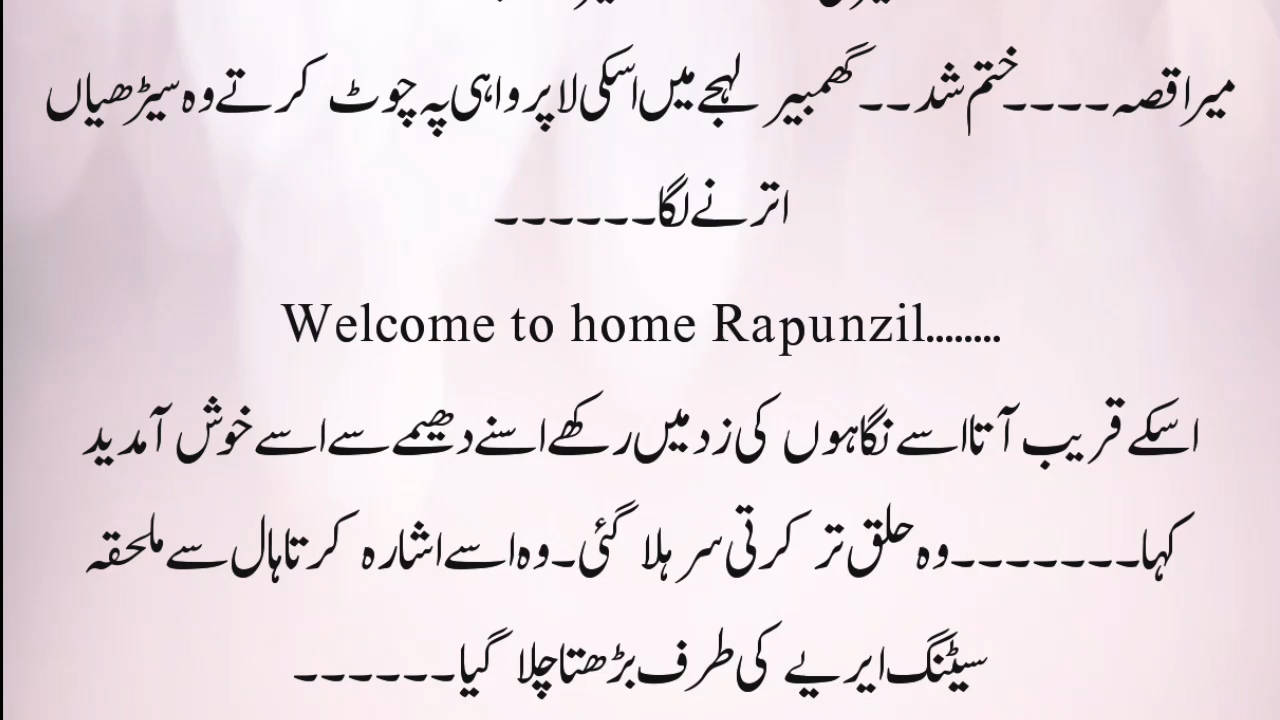 میرا قصہ۔۔۔۔ختم شد۔۔گھمبیر لہجے میں اسکی لاپرواہی پہ چوٹ کرتے وہ سیڑھیاں
اترنے لگا۔۔۔۔۔۔
Welcome to home Rapunzil........
اسکے قریب آتا اسے نگاہوں کی زد میں رکھے اسنے دھیمے سے اسے خوش آمدید
کہا۔۔۔۔۔۔۔وہ حلق تر کرتی سر ہلا گئی۔وہ اسے اشارہ کرتا ہال سے ملحقہ
سیٹنگ ایریے کی طرف بڑھتا چلا گیا۔۔۔۔۔۔